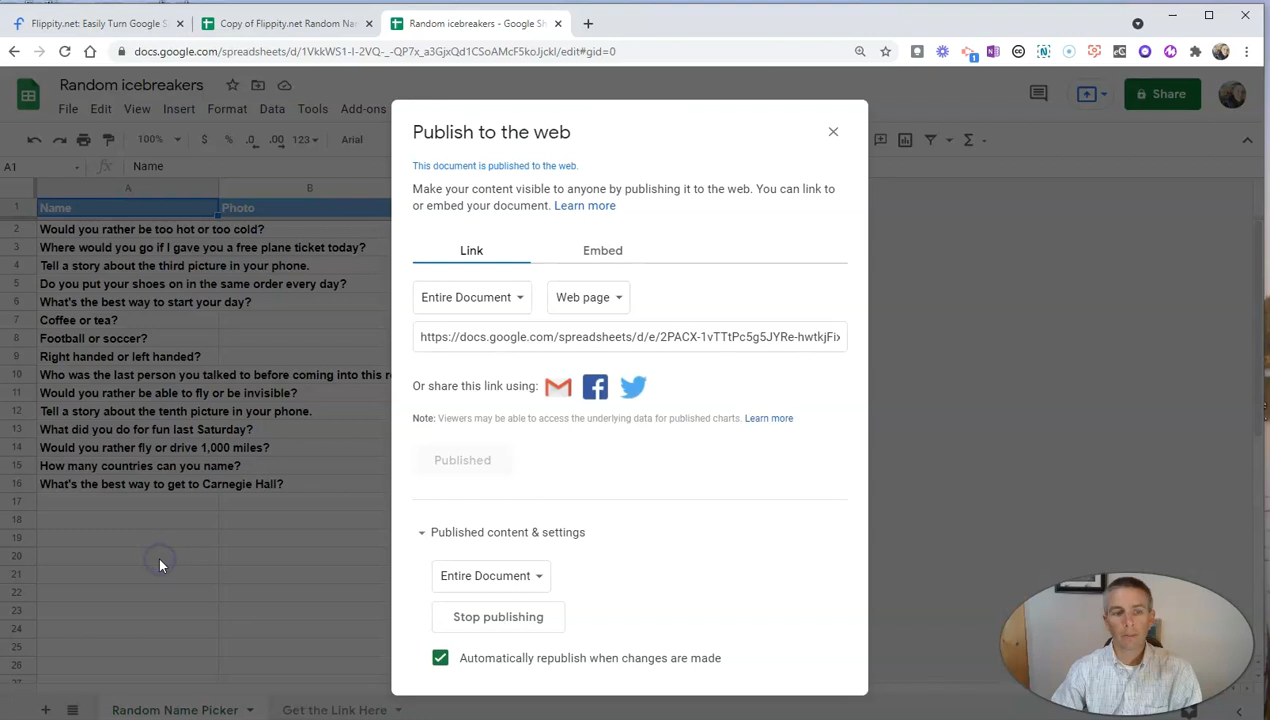 Flippity.net: Easily Turn Google S
Copy of Flippity.net Random Na
Random icebreakers - Google Sh
docs.google.com/spreadsheets/d/1VkkWS1-I-2VQ-_-QP7x_a3GjxQd1CSoAMcF5koJjckI/edit#gid=0
Random icebreakers
Share
File Edit View Insert Format Data Tools Add-ons
100% $ % .0 .00 123 Arial
A1 Name
A B
1 Name Photo
2 Would you rather be too hot or too cold?
3 Where would you go if I gave you a free plane ticket today?
4 Tell a story about the third picture in your phone.
5 Do you put your shoes on in the same order every day?
6 What's the best way to start your day?
7 Coffee or tea?
8 Football or soccer?
9 Right handed or left handed?
10 Who was the last person you talked to before coming into this r
11 Would you rather be able to fly or be invisible?
12 Tell a story about the tenth picture in your phone.
13 What did you do for fun last Saturday?
14 Would you rather fly or drive 1,000 miles?
15 How many countries can you name?
16 What's the best way to get to Carnegie Hall?
17
18
19
20
21
22
23
24
25
26
Random Name Picker Get the Link Here
Publish to the web
This document is published to the web.
Make your content visible to anyone by publishing it to the web. You can link to
or embed your document. Learn more
Link Embed
Entire Document Web page
https://docs.google.com/spreadsheets/d/e/2PACX-1vTTtPc5g5JYRe-hwtkjFix
Or share this link using:
Note: Viewers may be able to access the underlying data for published charts. Learn more
Published
Published content & settings
Entire Document
Stop publishing
Automatically republish when changes are made